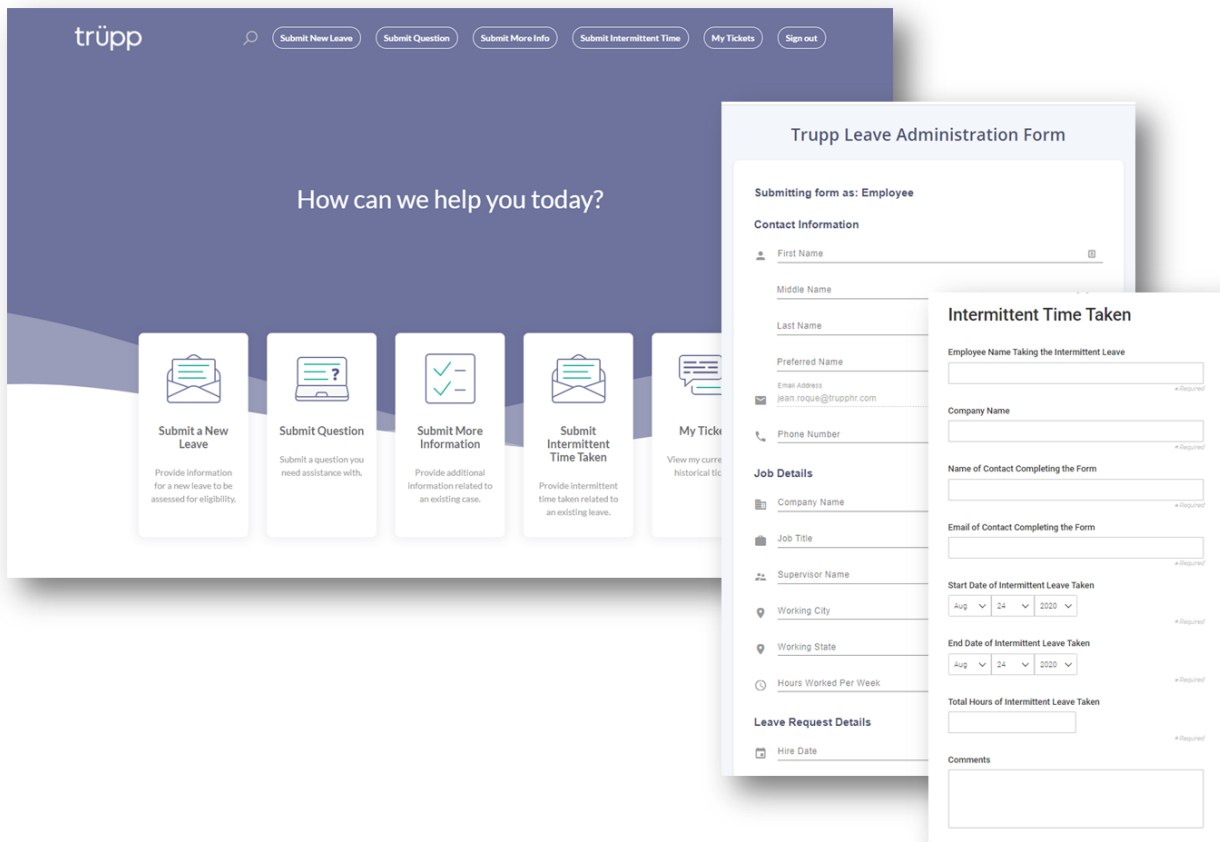 trüpp
Submit New Leave
Submit Question
Submit More Info
Submit Intermittent Time
My Tickets
Sign out
How can we help you today?
Submit a New
Leave
Provide information
for a new leave to be
assessed for eligibility.
?
Submit Question
Submit a question you
need assistance with.
Submit More
Information
Provide additional
information related to
an existing case.
Submit
Intermittent
Time Taken
Provide intermittent
time taken related to
an existing leave.
My Ticke
View my curre
historical tic
Trupp Leave Administration Form
Submitting form as: Employee
Contact Information
First Name
Middle Name
Last Name
Preferred Name
Email Address
jean.roque@trupphr.com
Phone Number
Job Details
Company Name
Job Title
Supervisor Name
Working City
Working State
Hours Worked Per Week
Leave Request Details
Hire Date
Intermittent Time Taken
Employee Name Taking the Intermittent Leave
* Required
Company Name
* Required
Name of Contact Completing the Form
* Required
Email of Contact Completing the Form
* Required
Start Date of Intermittent Leave Taken
Aug 24 2020
* Required
End Date of Intermittent Leave Taken
Aug 24 2020
* Required
Total Hours of Intermittent Leave Taken
* Required
Comments